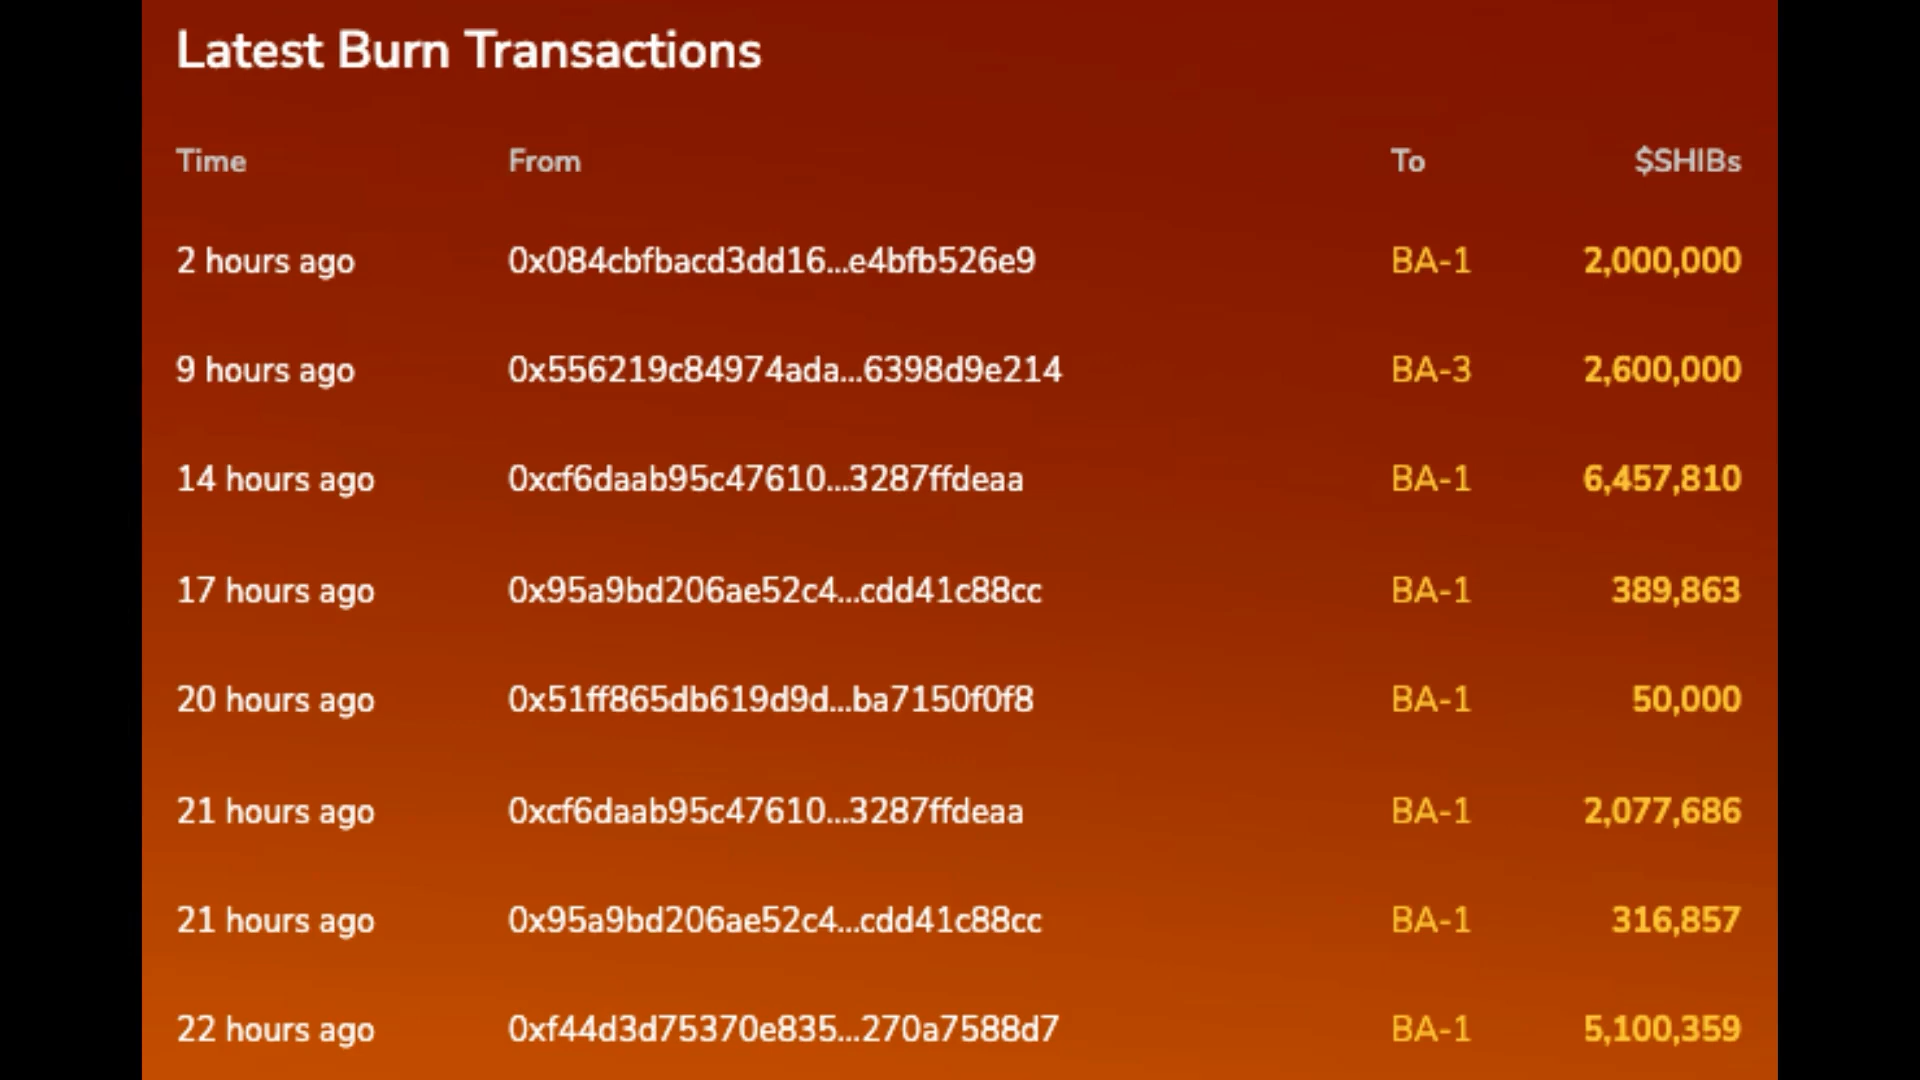 Latest Burn Transactions
Time From To $SHIBs
2 hours ago 0x084cbfbacd3dd16...e4bfb526e9 BA-1 2,000,000
9 hours ago 0x556219c84974ada...6398d9e214 BA-3 2,600,000
14 hours ago 0xcf6daab95c47610...3287ffdeaa BA-1 6,457,810
17 hours ago 0x95a9bd206ae52c4...cdd41c88cc BA-1 389,863
20 hours ago 0x51ff865db619d9d...ba7150f0f8 BA-1 50,000
21 hours ago 0xcf6daab95c47610...3287ffdeaa BA-1 2,077,686
21 hours ago 0x95a9bd206ae52c4...cdd41c88cc BA-1 316,857
22 hours ago 0xf44d3d75370e835...270a7588d7 BA-1 5,100,359